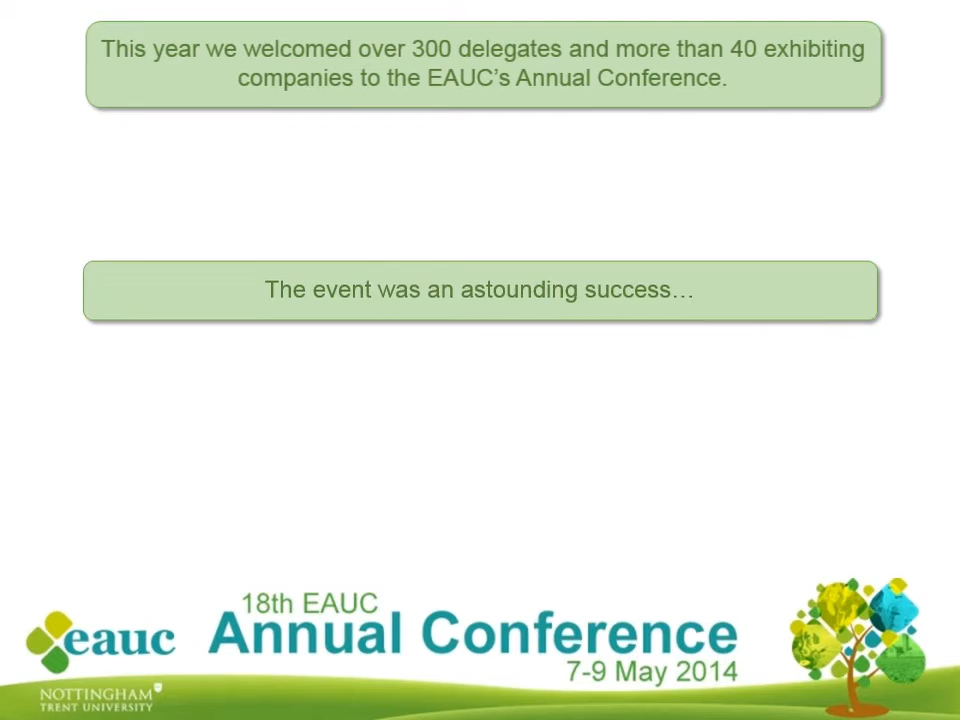 This year we welcomed over 300 delegates and more than 40 exhibiting
companies to the EAUC’s Annual Conference.
The event was an astounding success…
18th EAUC
eauc
Annual Conference
7-9 May 2014
NOTTINGHAM
TRENT UNIVERSITY